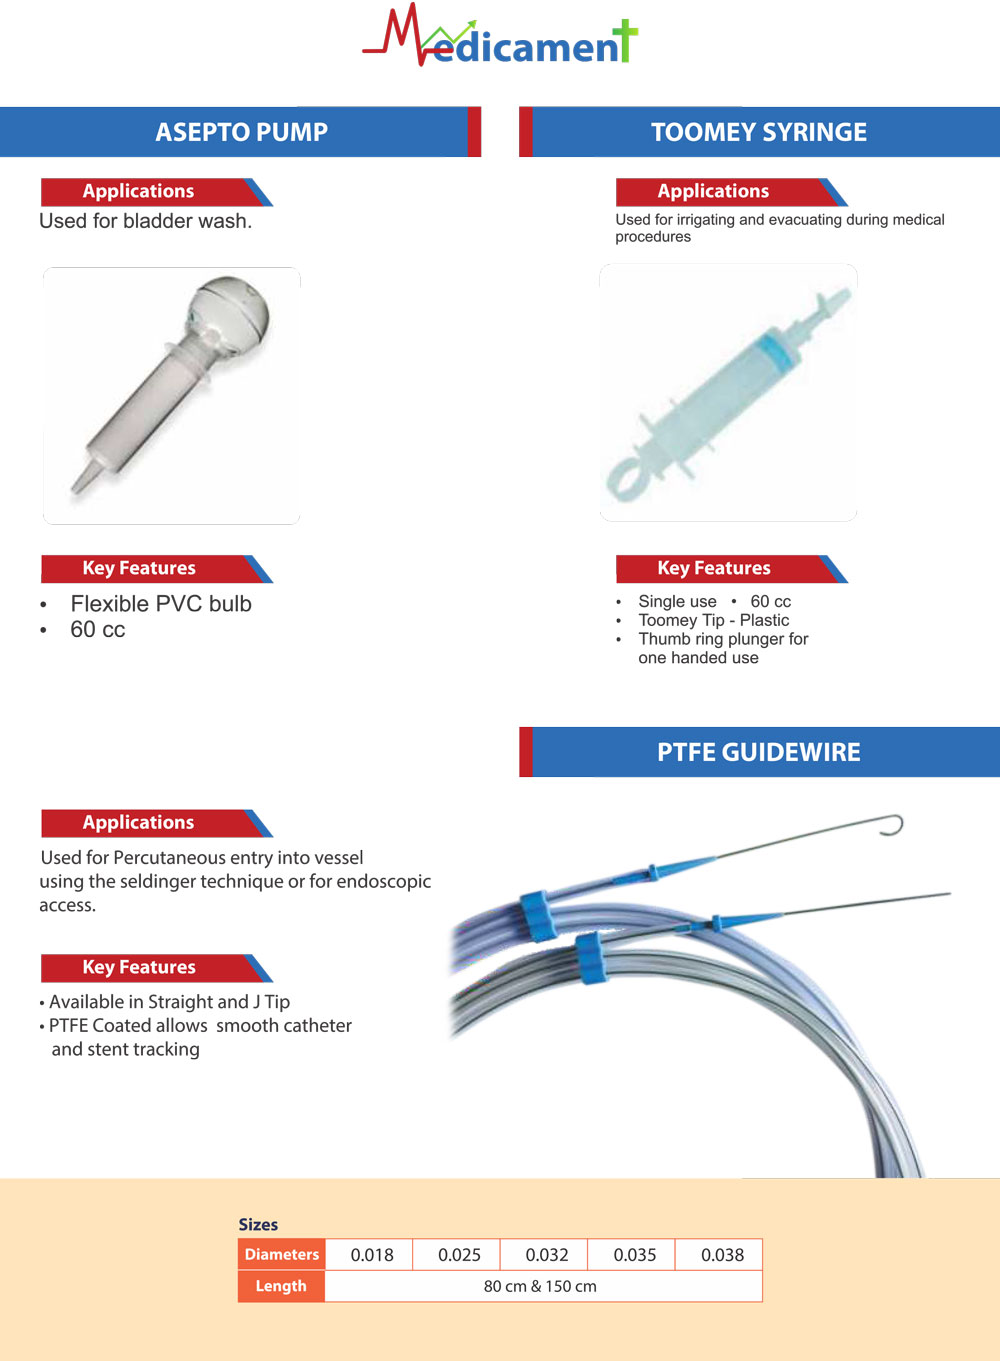 Medicament
ASEPTO PUMP
Applications
Used for bladder wash.
Key Features
• Flexible PVC bulb
• 60 cc
TOOMEY SYRINGE
Applications
Used for irrigating and evacuating during medical
procedures
Key Features
• Single use • 60 cc
• Toomey Tip - Plastic
• Thumb ring plunger for
one handed use
PTFE GUIDEWIRE
Applications
Used for Percutaneous entry into vessel
using the seldinger technique or for endoscopic
access.
Key Features
• Available in Straight and J Tip
• PTFE Coated allows smooth catheter
and stent tracking
Sizes
Diameters 0.018 0.025 0.032 0.035 0.038
Length 80 cm & 150 cm